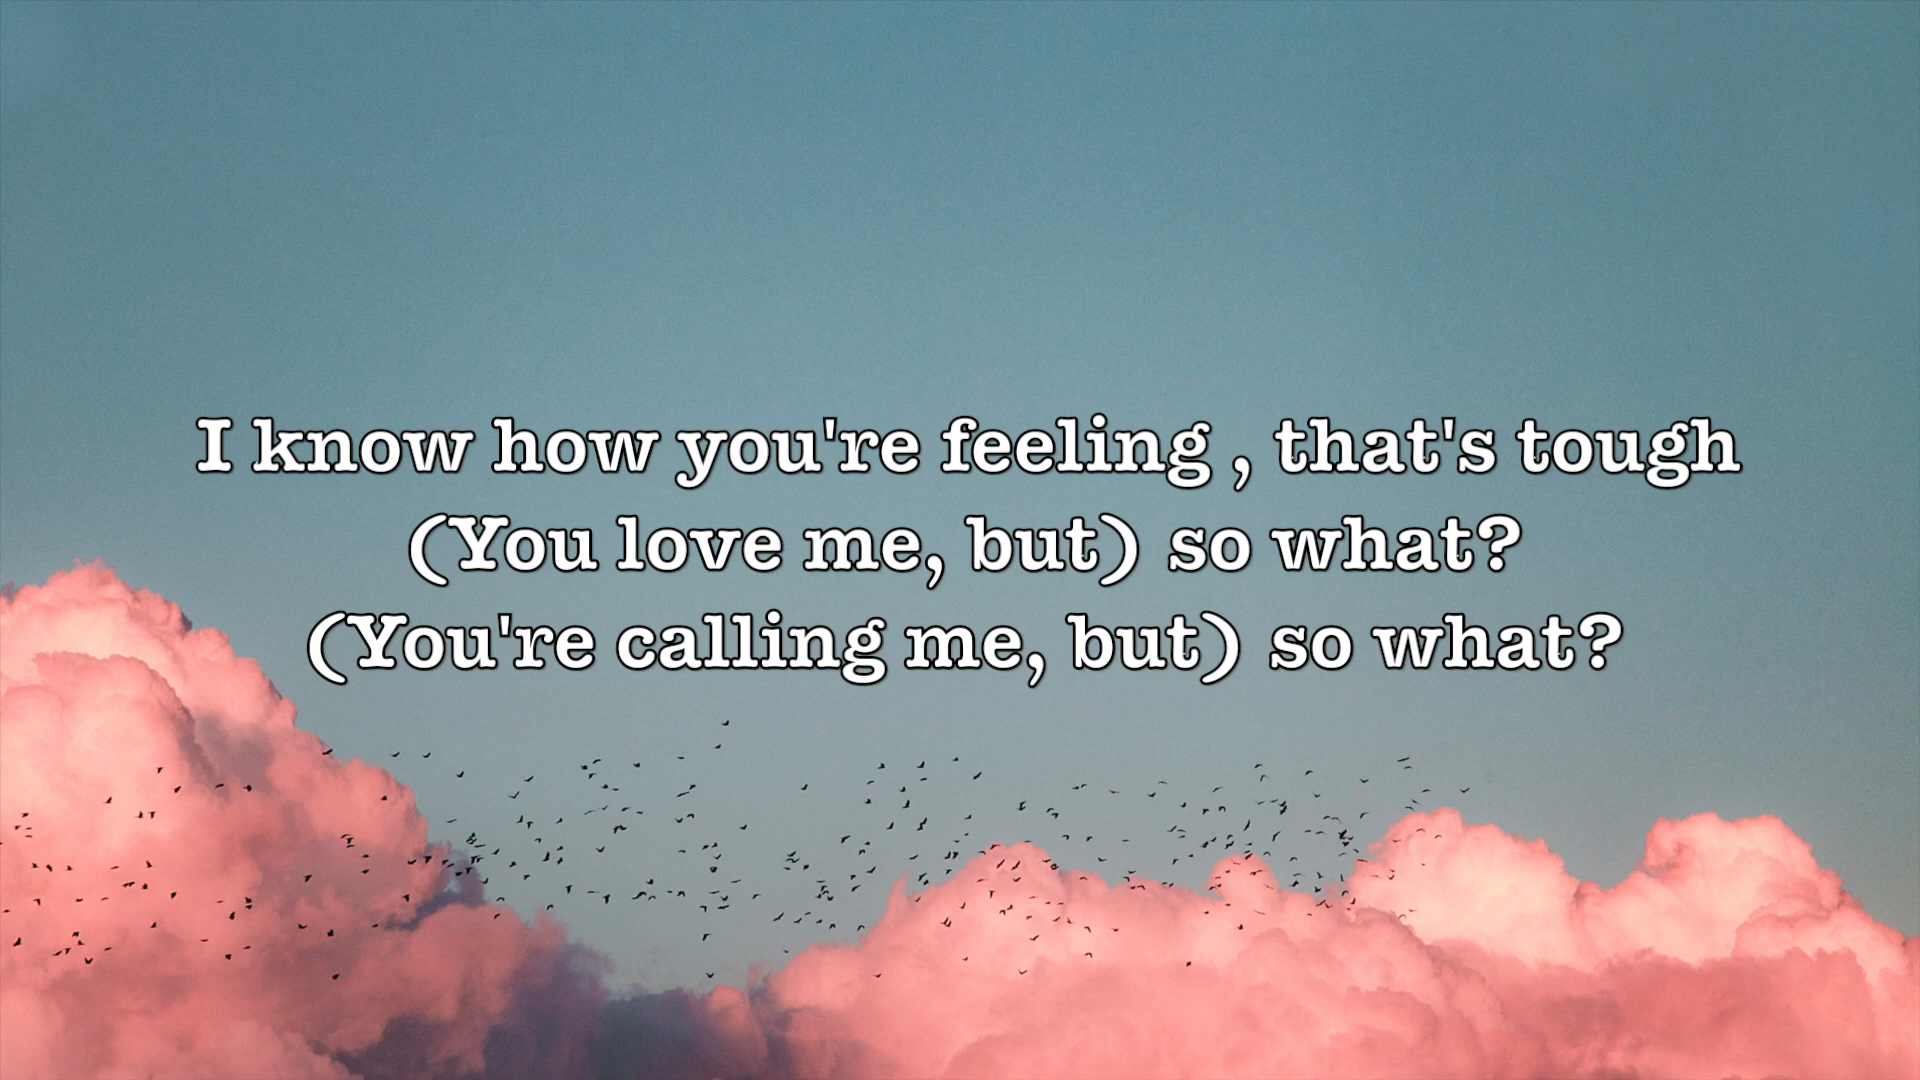 I know how you're feeling , that's tough
(You love me, but) so what?
(You're calling me, but) so what?